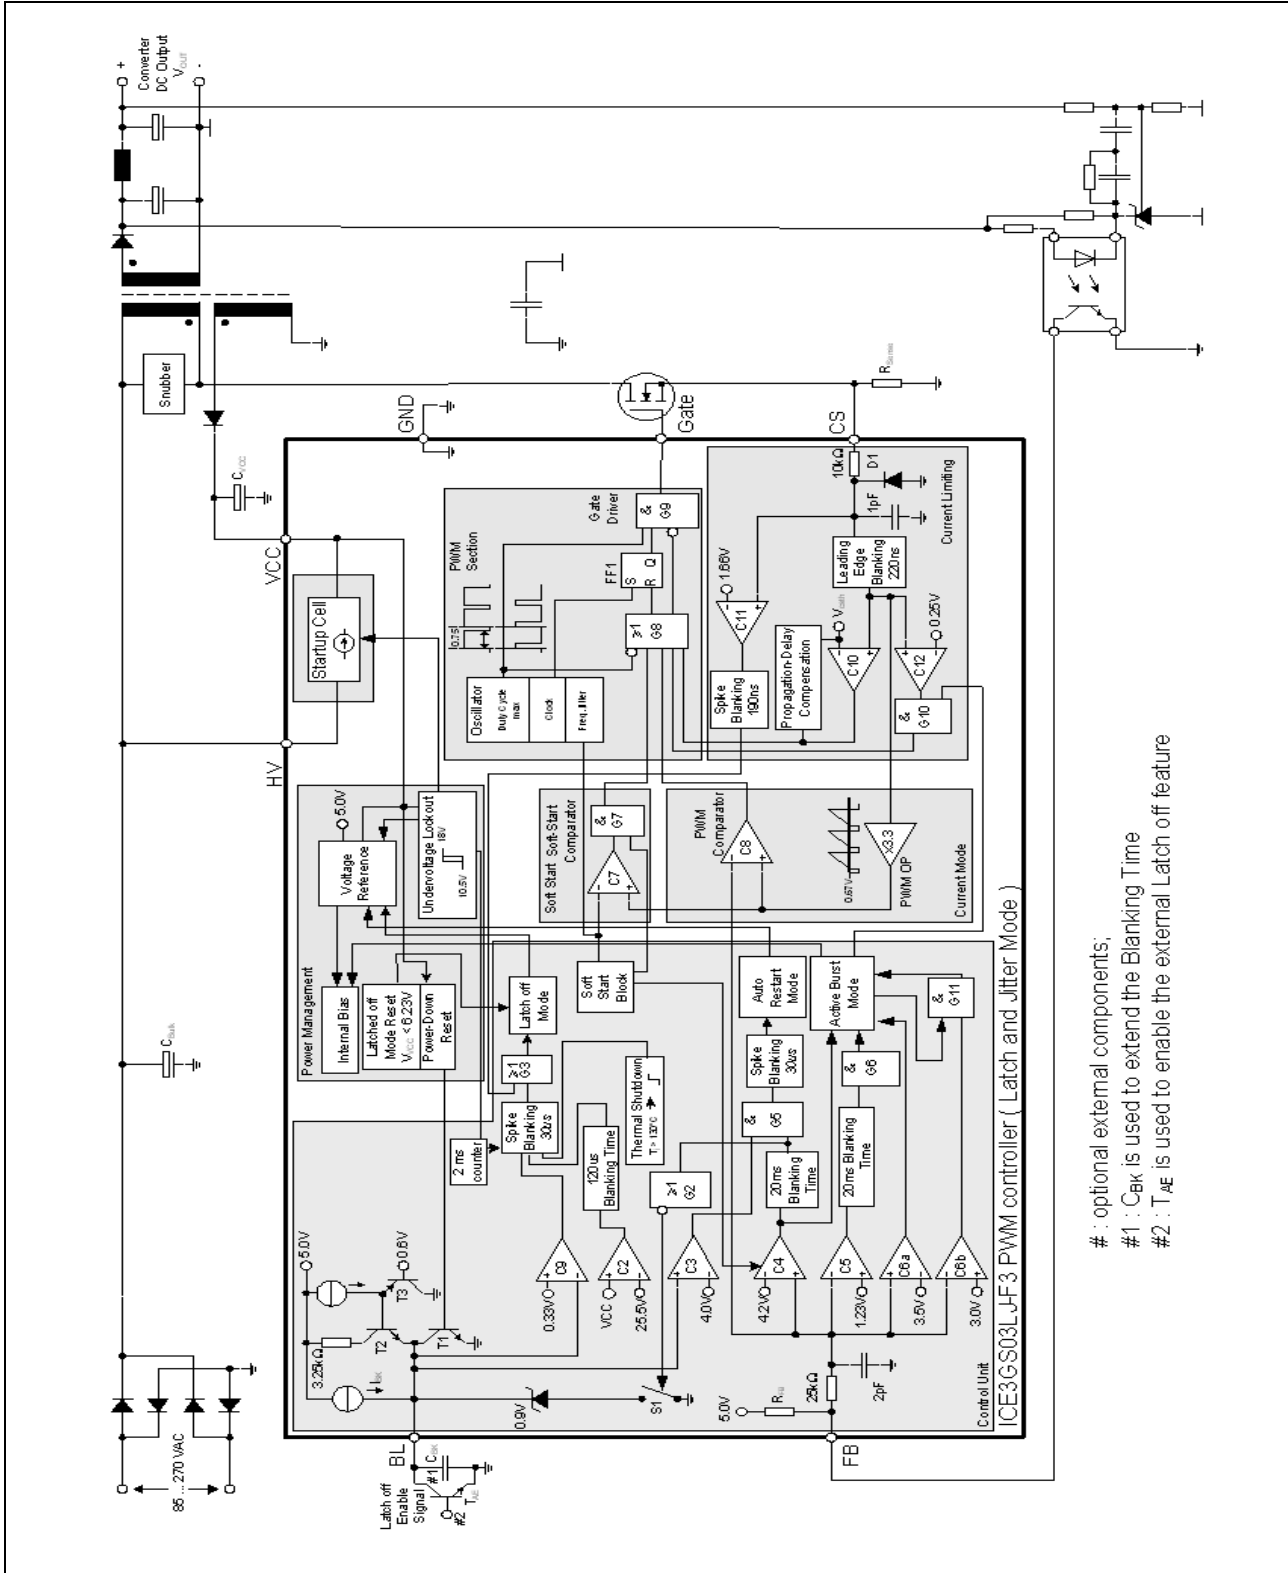 85 ... 270 VAC
CBulk
Snubber
+
Converter
DC Output
VOUT
-
CVCC
HV
VCC
GND
Gate
CS
RSense
BL
FB
Latch off
Enable
Signal
#1 CBK
#2
TAE
Power Management
Internal Bias
Voltage
Reference
5.0V
Latched off
Mode Reset
VVCC < 6.23V
Power-Down
Reset
Undervoltage Lockout
18V
10.5V
Startup Cell
5.0V
3.25kΩ
IBK
T2
T3
0.6V
T1
0.9V
S1
2 ms
counter
Spike
Blanking
30us
≥1
G3
Latch off
Mode
0.33V
C9
VCC
25.5V
C2
120us
Blanking Time
Thermal Shutdown
Tj > 130°C
4.0V
C3
≥1
G2
4.2V
C4
20ms
Blanking
Time
&
G5
Spike
Blanking
30us
Auto
Restart
Mode
1.23V
C5
20ms Blanking
Time
&
G6
Active Burst
Mode
3.5V
C6a
3.0V
C6b
&
G11
5.0V
RFB
25kΩ
2pF
Control Unit
Soft Start
Block
Soft Start
Soft-Start
Comparator
C7
&
G7
PWM
Comparator
C8
0.67V
x3.3
PWM OP
Current Mode
Oscillator
Duty Cycle
max
Clock
Freq. jitter
0.75
PWM
Section
≥1
G8
FF1
S
R
Q
Gate
Driver
&
G9
Spike
Blanking
190ns
C11
1.66V
Propagation-Delay
Compensation
Vcsth
C10
C12
0.25V
&
G10
Leading
Edge
Blanking
220ns
10kΩ
D1
1pF
Current Limiting
ICE3GS03LJ-F3 PWM controller ( Latch and Jitter Mode )
# : optional external components;
#1 : CBK is used to extend the Blanking Time
#2 : TAE is used to enable the external Latch off feature